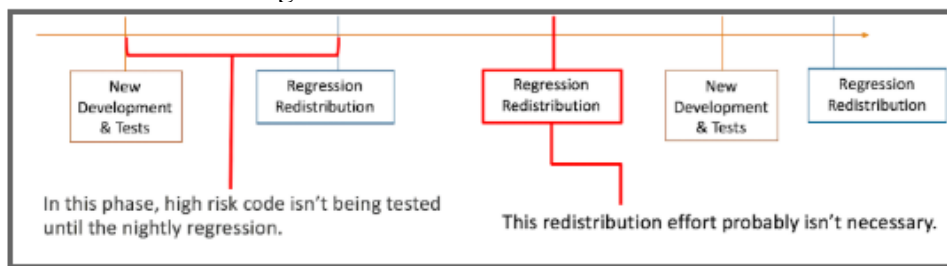 New
Development
& Tests
Regression
Redistribution
Regression
Redistribution
New
Development
& Tests
Regression
Redistribution
In this phase, high risk code isn't being tested
until the nightly regression.
This redistribution effort probably isn't necessary.